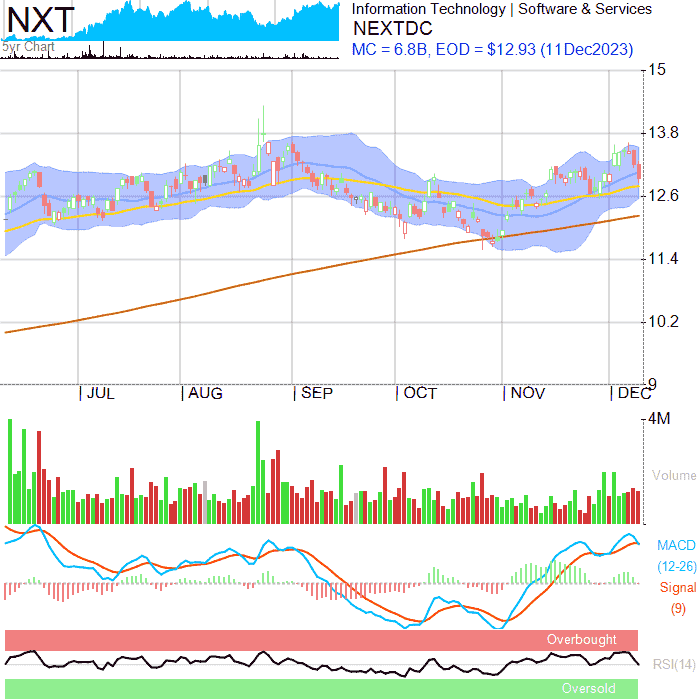 NXT
5yr Chart
Information Technology | Software & Services
NEXTDC
MC = 6.8B, EOD = $12.93 (11Dec2023)
15
13.8
12.6
11.4
10.2
9
JUL AUG SEP OCT NOV DEC
4M
Volume
MACD
(12-26)
Signal
(9)
Overbought
RSI(14)
Oversold